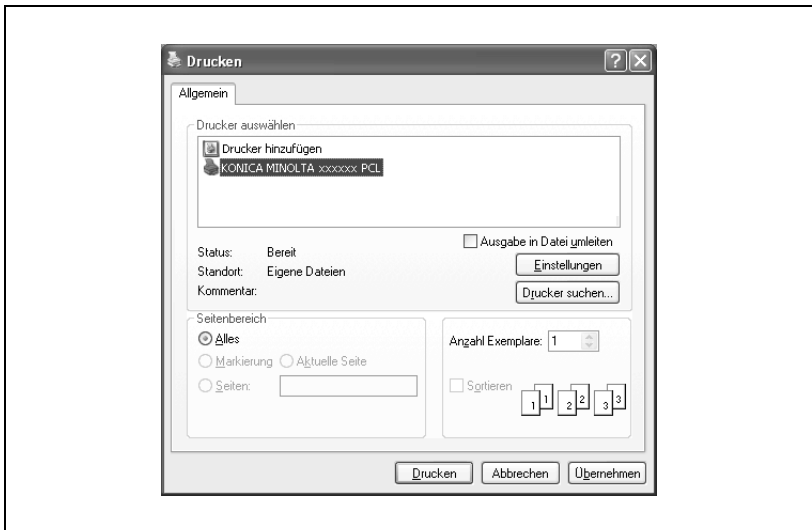 Drucken
Allgemein
Drucker auswählen
Drucker hinzufügen
KONICA MINOLTA xxxxxx PCL
Ausgabe in Datei umleiten
Status: Bereit
Einstellungen
Standort: Eigene Dateien
Kommentar:
Drucker suchen...
Seitenbereich
Alles
Markierung Aktuelle Seite
Seiten:
Anzahl Exemplare: 1
Sortieren
1 1 2 2 3 3
Drucken Abbrechen Übernehmen